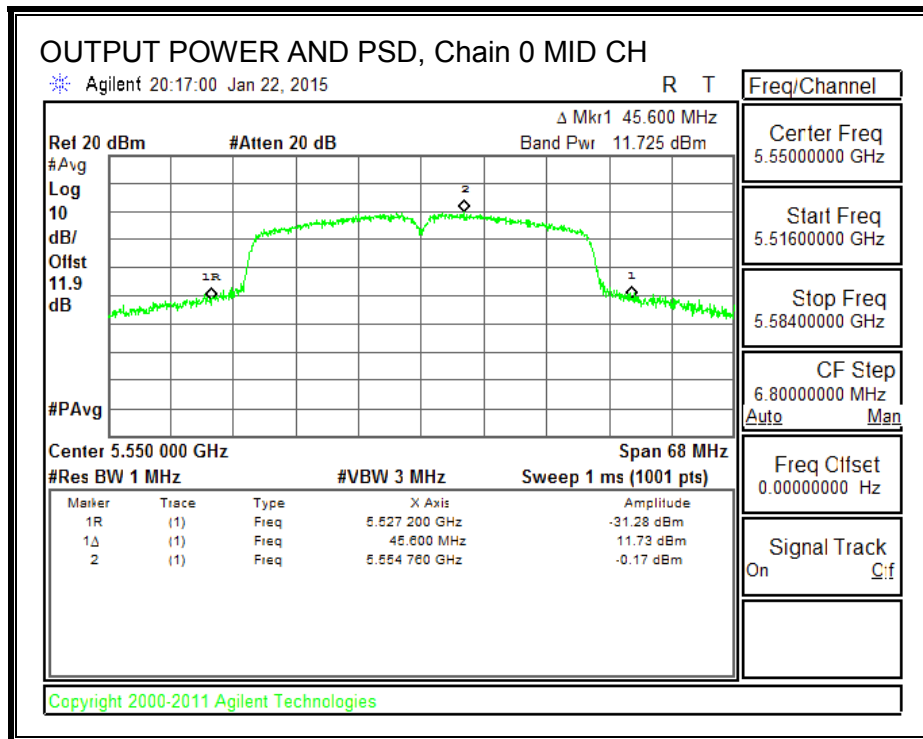 OUTPUT POWER AND PSD, Chain 0 MID CH
Agilent 20:17:00 Jan 22, 2015 R T
Δ Mkr1 45.600 MHz
Ref 20 dBm #Atten 20 dB Band Pwr 11.725 dBm
#Avg
Log
10
dB/
Offst
11.9
dB
#PAvg
1R
2
1
Center 5.550 000 GHz Span 68 MHz
#Res BW 1 MHz #VBW 3 MHz Sweep 1 ms (1001 pts)
Marker Trace Type X Axis Amplitude
1R (1) Freq 5.527 200 GHz -31.28 dBm
1Δ (1) Freq 45.600 MHz 11.73 dBm
2 (1) Freq 5.554 760 GHz -0.17 dBm
Copyright 2000-2011 Agilent Technologies
Freq/Channel
Center Freq
5.55000000 GHz
Start Freq
5.51600000 GHz
Stop Freq
5.58400000 GHz
CF Step
6.80000000 MHz
Auto Man
Freq Offset
0.00000000 Hz
Signal Track
On Off